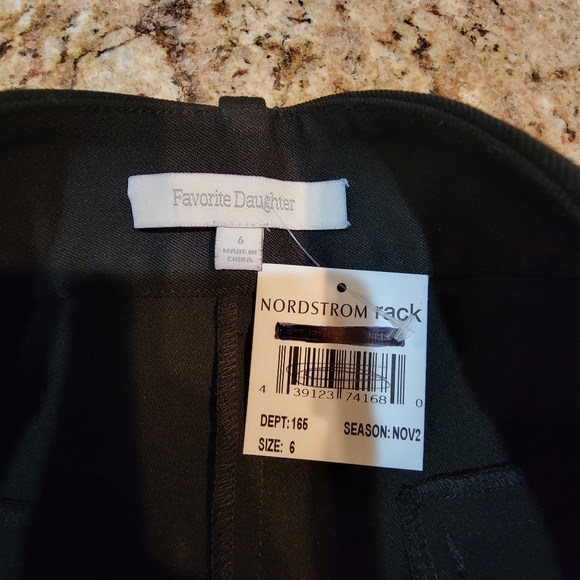 Favorite Daughter
6
MADE IN
CHINA
NORDSTROM rack
4 39123 74168 0
DEPT:165
SEASON: NOV2
SIZE: 6